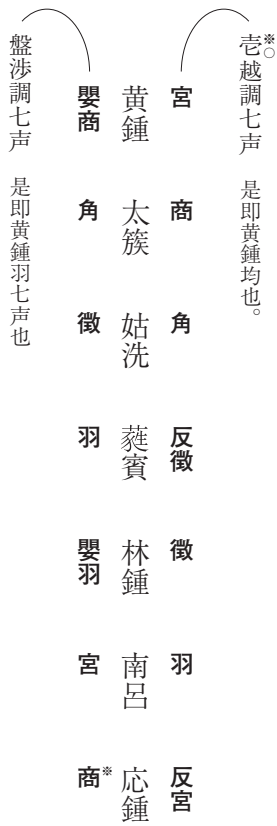 ※○壱越調七声　是即黄鍾均也。
宮　商　角　反徴　徴　羽　反宮
黄鍾　太簇　姑洗　蕤賓　林鍾　南呂　応鍾
嬰商　角　徴　羽　嬰羽　宮　商※
盤渉調七声　是即黄鍾羽七声也